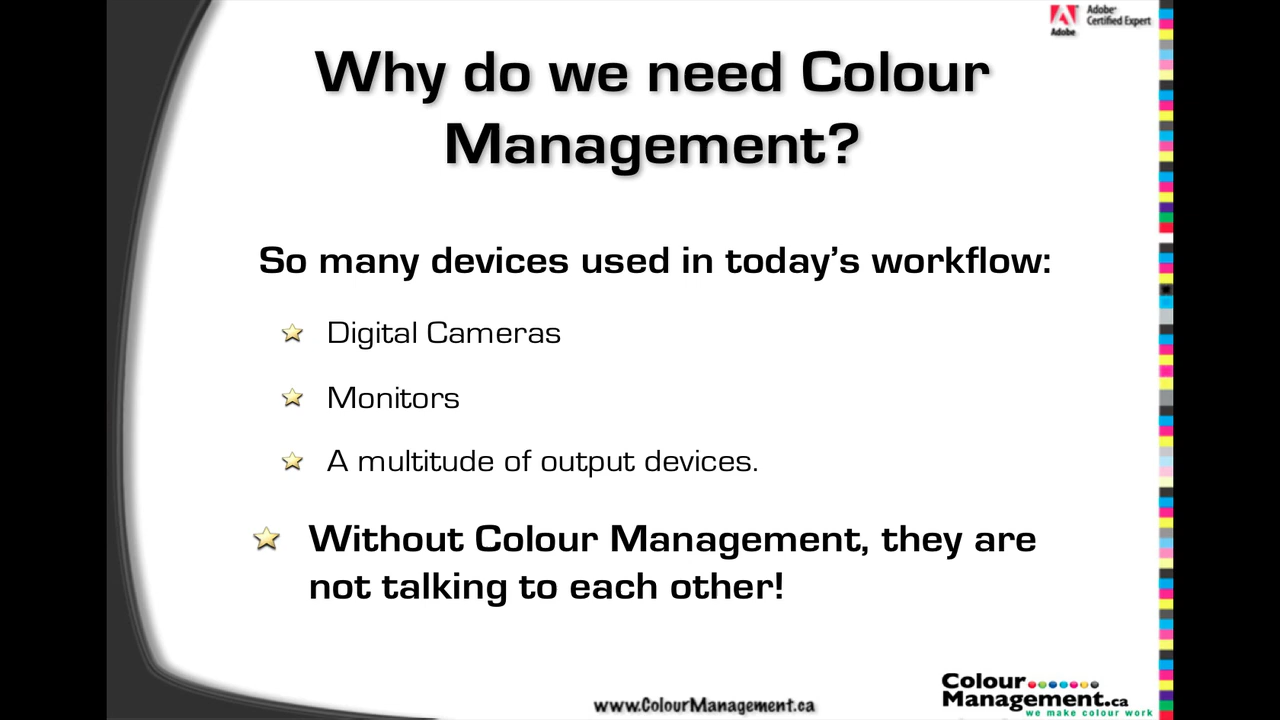 Adobe
Adobe®
Certified Expert
Why do we need Colour
Management?
So many devices used in today’s workflow:
Digital Cameras
Monitors
A multitude of output devices.
Without Colour Management, they are
not talking to each other!
www.ColourManagement.ca
Colour
Management.ca
we make colour work